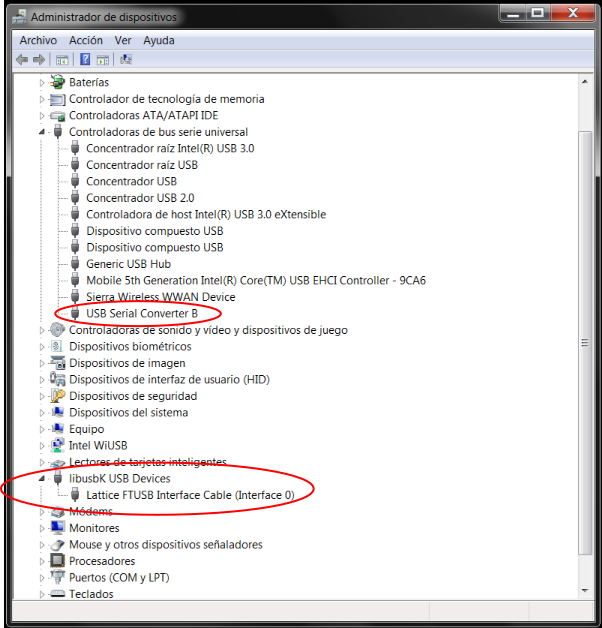 Administrador de dispositivos
Archivo Acción Ver Ayuda
Baterías
Controlador de tecnología de memoria
Controladoras ATA/ATAPI IDE
Controladoras de bus serie universal
Concentrador raíz Intel(R) USB 3.0
Concentrador raíz USB
Concentrador USB
Concentrador USB 2.0
Controladora de host Intel(R) USB 3.0 eXtensible
Dispositivo compuesto USB
Dispositivo compuesto USB
Generic USB Hub
Mobile 5th Generation Intel(R) Core(TM) USB EHCI Controller - 9CA6
Sierra Wireless WWAN Device
USB Serial Converter B
Controladoras de sonido y vídeo y dispositivos de juego
Dispositivos biométricos
Dispositivos de imagen
Dispositivos de interfaz de usuario (HID)
Dispositivos de seguridad
Dispositivos del sistema
Equipo
Intel WiUSB
Lectores de tarjetas inteligentes
libusbK USB Devices
Lattice FTUSB Interface Cable (Interface 0)
Módems
Monitores
Mouse y otros dispositivos señaladores
Procesadores
Puertos (COM y LPT)
Teclados